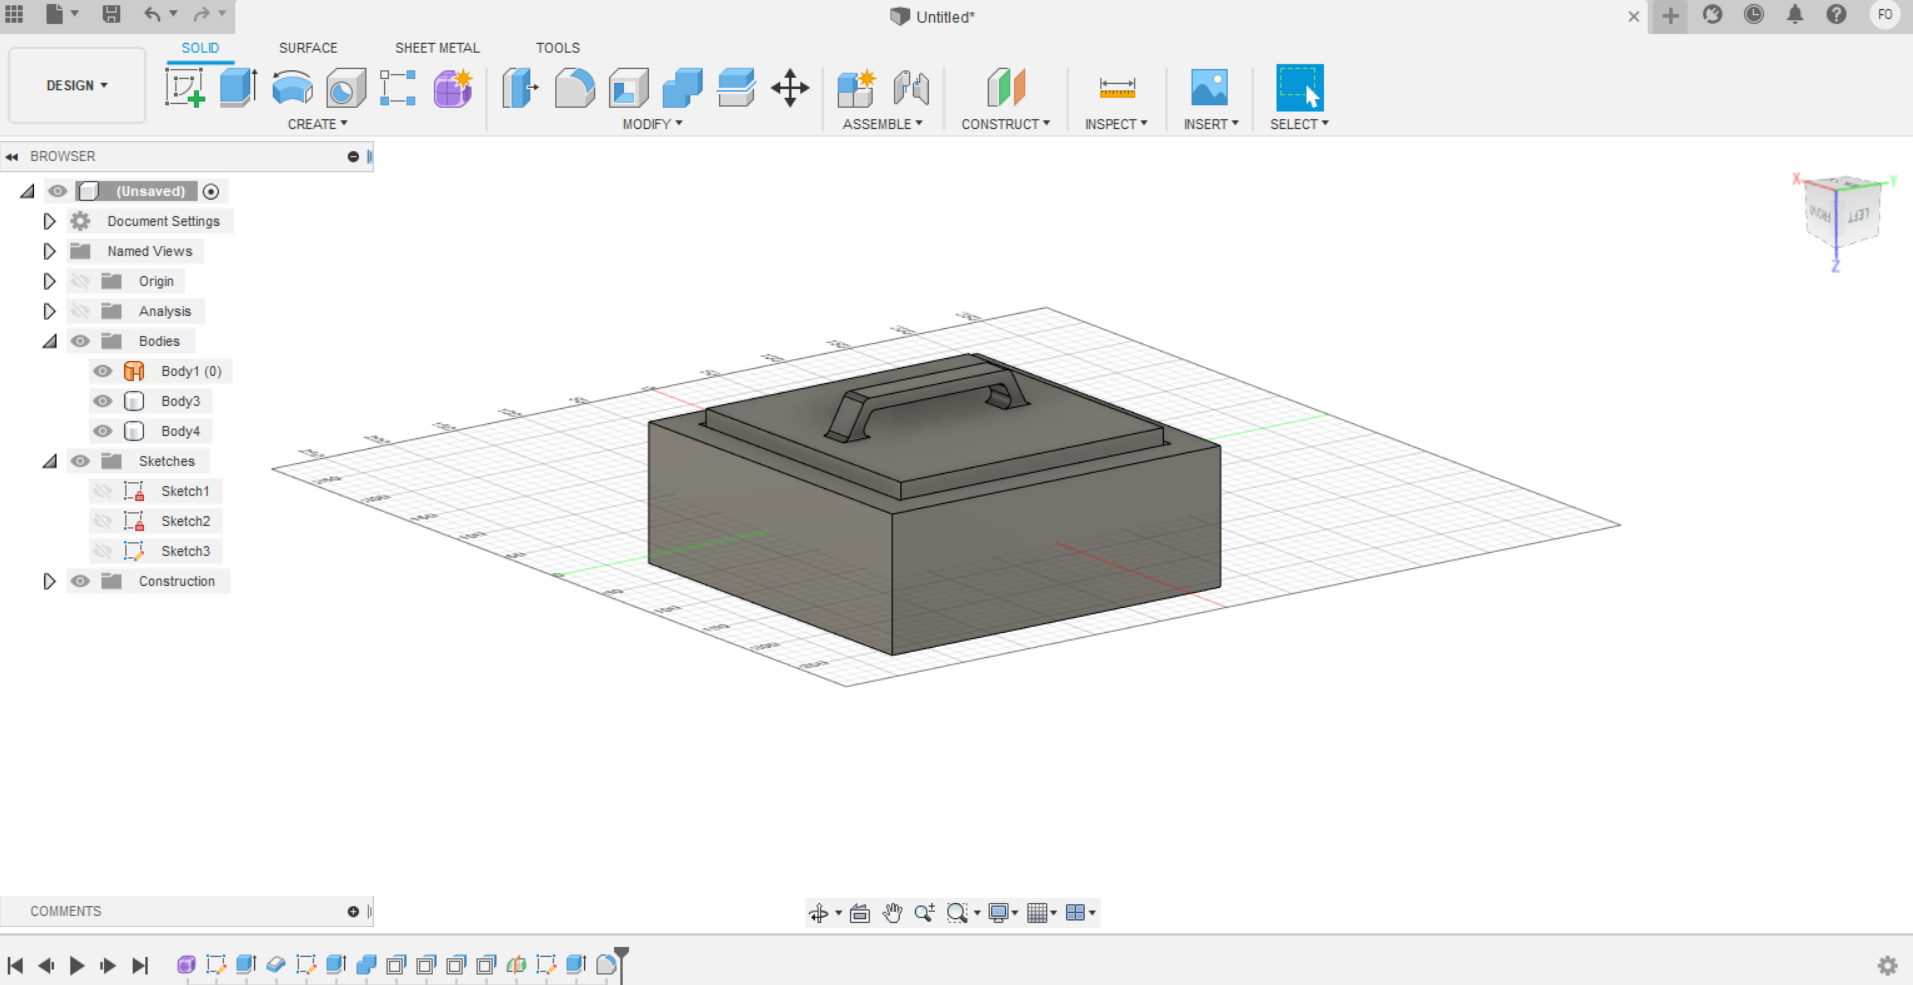 Untitled*
FO
SOLID
SURFACE
SHEET METAL
TOOLS
DESIGN
CREATE
MODIFY
ASSEMBLE
CONSTRUCT
INSPECT
INSERT
SELECT
BROWSER
(Unsaved)
Document Settings
Named Views
Origin
Analysis
Bodies
Body1 (0)
Body3
Body4
Sketches
Sketch1
Sketch2
Sketch3
Construction
X
Y
FRONT
LEFT
Z
COMMENTS